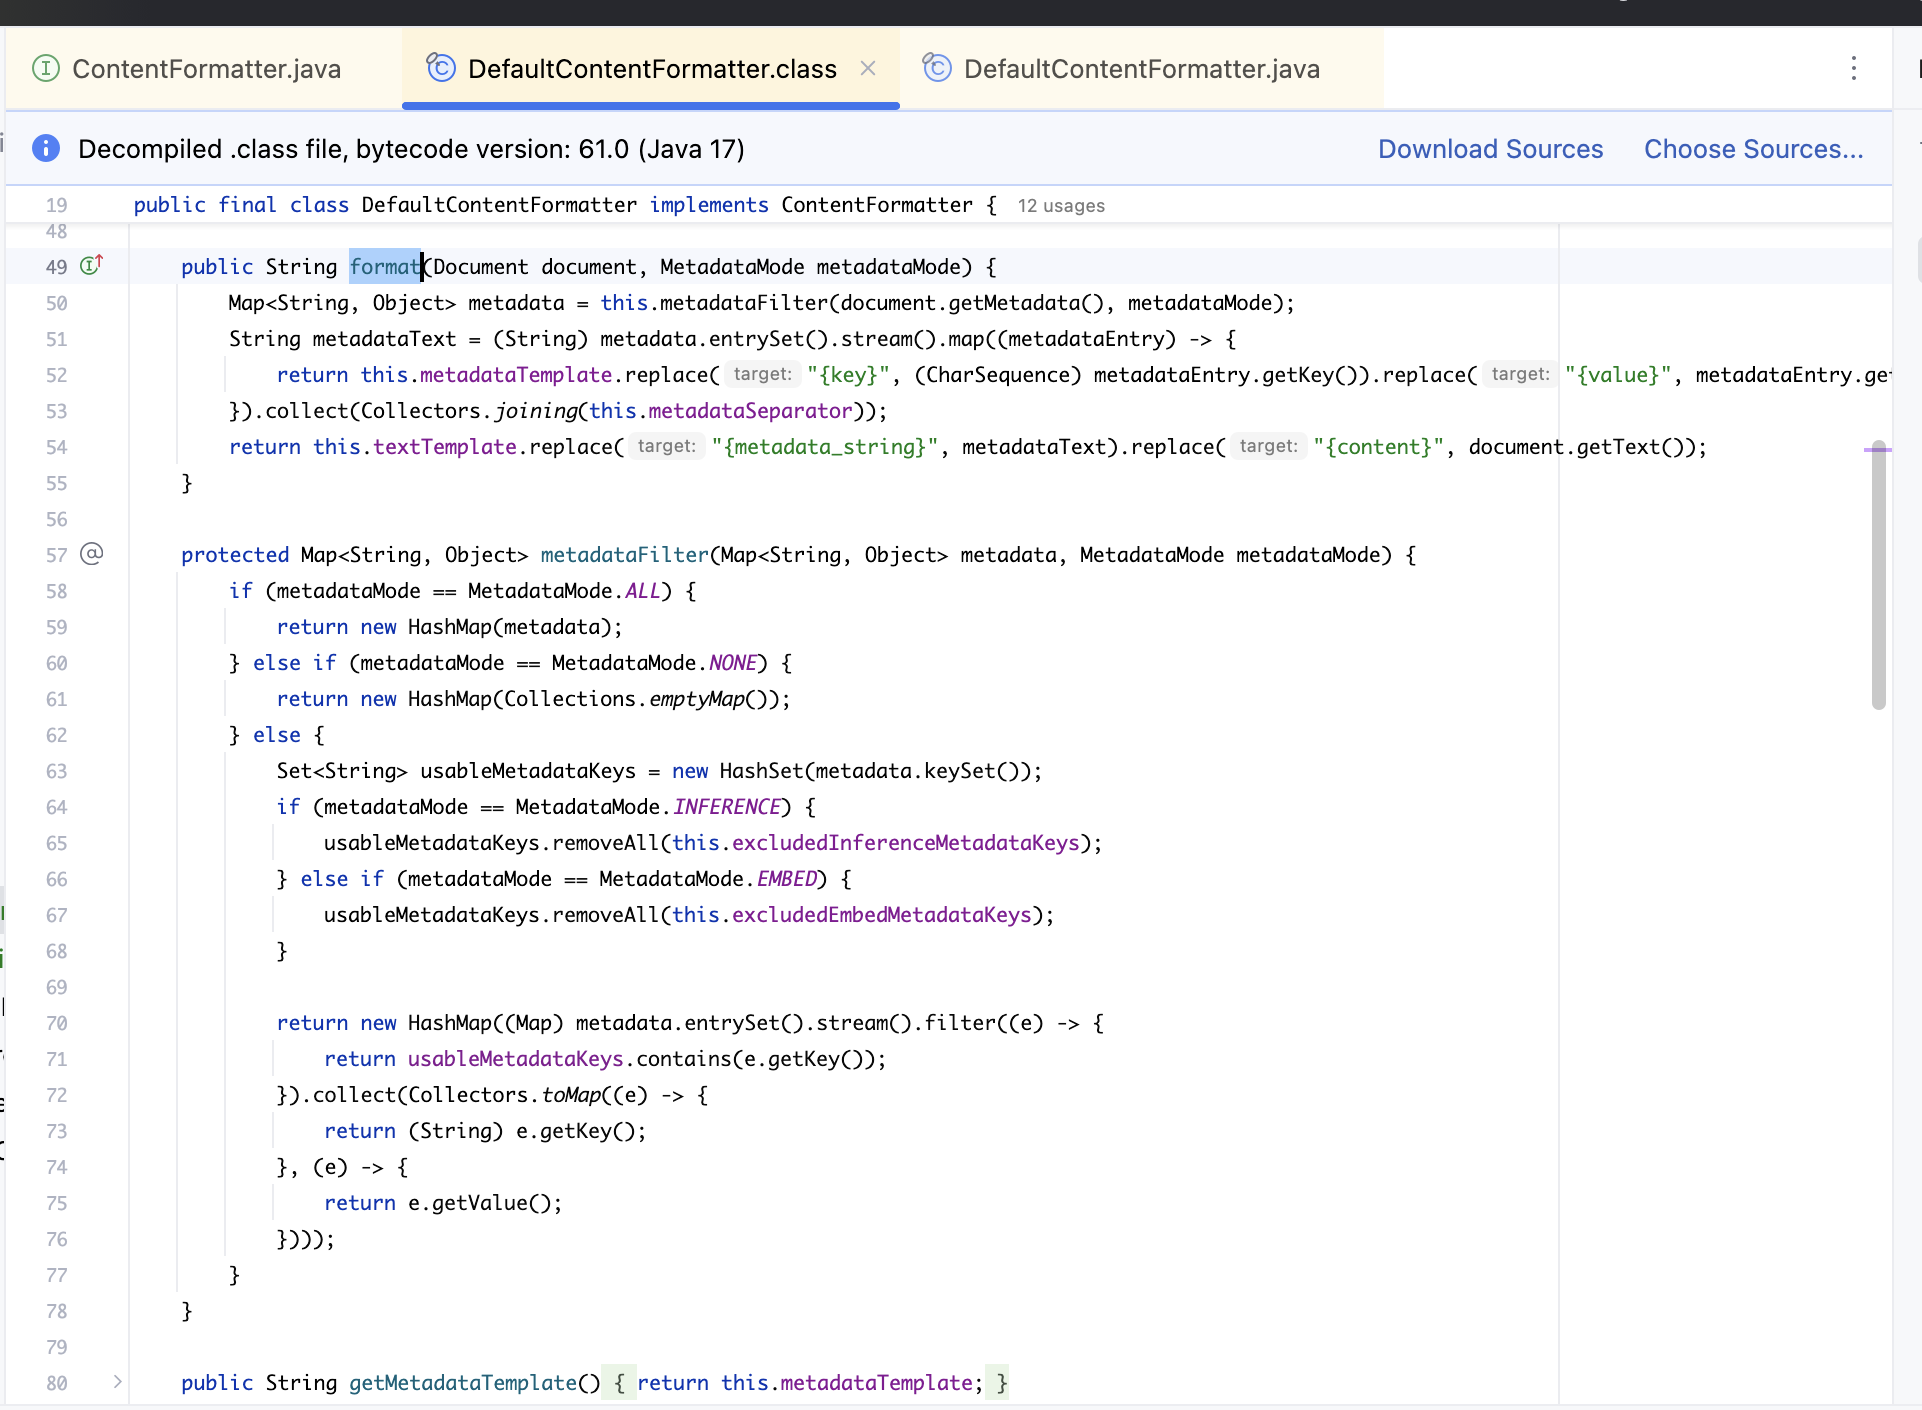 ContentFormatter.java DefaultContentFormatter.class DefaultContentFormatter.java
Decompiled .class file, bytecode version: 61.0 (Java 17) Download Sources Choose Sources...
19 public final class DefaultContentFormatter implements ContentFormatter { 12 usages
48
49 public String format(Document document, MetadataMode metadataMode) {
50 Map<String, Object> metadata = this.metadataFilter(document.getMetadata(), metadataMode);
51 String metadataText = (String) metadata.entrySet().stream().map((metadataEntry) -> {
52 return this.metadataTemplate.replace( target: "{key}", (CharSequence) metadataEntry.getKey()).replace( target: "{value}", metadataEntry.get
53 }).collect(Collectors.joining(this.metadataSeparator));
54 return this.textTemplate.replace( target: "{metadata_string}", metadataText).replace( target: "{content}", document.getText());
55 }
56
57 @ protected Map<String, Object> metadataFilter(Map<String, Object> metadata, MetadataMode metadataMode) {
58 if (metadataMode == MetadataMode.ALL) {
59 return new HashMap(metadata);
60 } else if (metadataMode == MetadataMode.NONE) {
61 return new HashMap(Collections.emptyMap());
62 } else {
63 Set<String> usableMetadataKeys = new HashSet(metadata.keySet());
64 if (metadataMode == MetadataMode.INFERENCE) {
65 usableMetadataKeys.removeAll(this.excludedInferenceMetadataKeys);
66 } else if (metadataMode == MetadataMode.EMBED) {
67 usableMetadataKeys.removeAll(this.excludedEmbedMetadataKeys);
68 }
69
70 return new HashMap((Map) metadata.entrySet().stream().filter((e) -> {
71 return usableMetadataKeys.contains(e.getKey());
72 }).collect(Collectors.toMap((e) -> {
73 return (String) e.getKey();
74 }, (e) -> {
75 return e.getValue();
76 })));
77 }
78 }
79
80 public String getMetadataTemplate() { return this.metadataTemplate; }